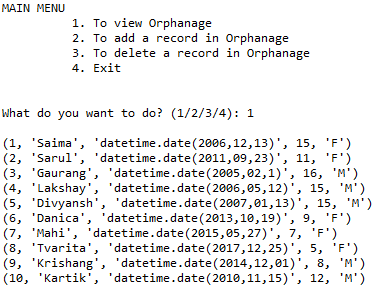 MAIN MENU
1. To view Orphanage
2. To add a record in Orphanage
3. To delete a record in Orphanage
4. Exit
What do you want to do? (1/2/3/4): 1
(1, 'Saima', 'datetime.date(2006,12,13)', 15, 'F')
(2, 'Sarul', 'datetime.date(2011,09,23)', 11, 'F')
(3, 'Gaurang', 'datetime.date(2005,02,1)', 16, 'M')
(4, 'Lakshay', 'datetime.date(2006,05,12)', 15, 'M')
(5, 'Divyansh', 'datetime.date(2007,01,13)', 15, 'M')
(6, 'Danica', 'datetime.date(2013,10,19)', 9, 'F')
(7, 'Mahi', 'datetime.date(2015,05,27)', 7, 'F')
(8, 'Tvarita', 'datetime.date(2017,12,25)', 5, 'F')
(9, 'Krishang', 'datetime.date(2014,12,01)', 8, 'M')
(10, 'Kartik', 'datetime.date(2010,11,15)', 12, 'M')